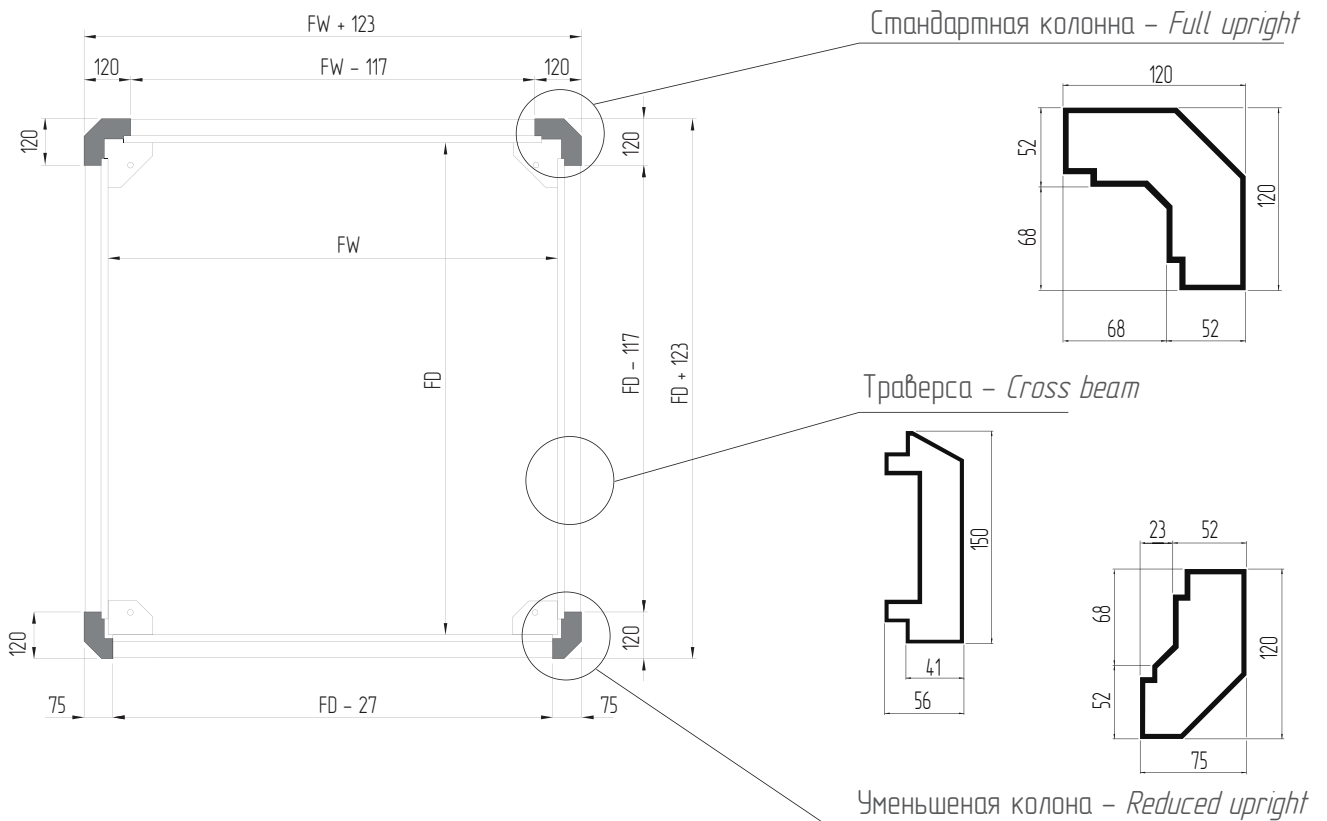 FW + 123
120
FW - 117
120
120
120
FW
FD
FD - 117
FD + 123
120
120
75
FD - 27
75
Стандартная колонна - Full upright
120
52
68
120
68
52
Траверса - Cross beam
150
41
56
23
52
68
52
120
75
Уменьшеная колона - Reduced upright